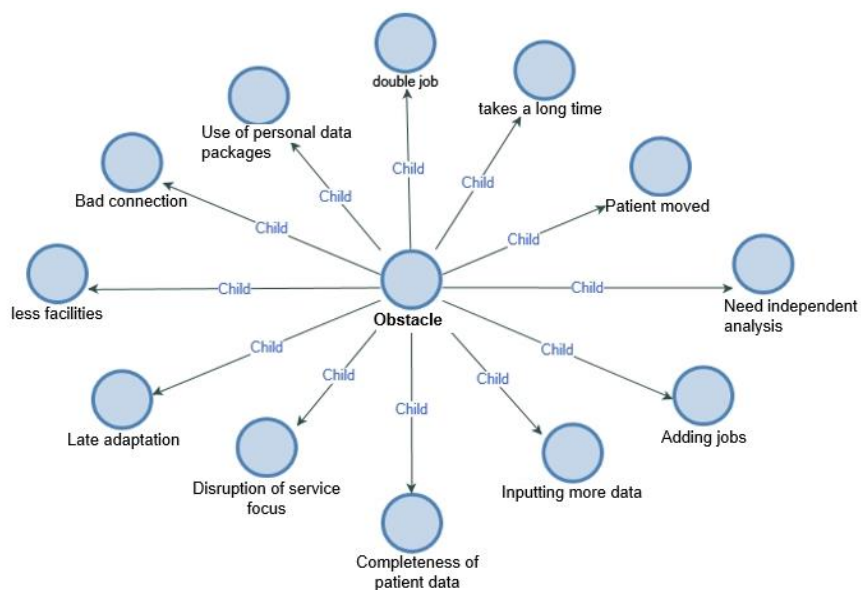 double job
takes a long time
Use of personal data
packages
Child
Child
Child
Patient moved
Bad connection
Child
Child
less facilities
Child
Obstacle
Child
Need independent
analysis
Child
Child
Child
Child
Child
Late adaptation
Adding jobs
Disruption of service
focus
Inputting more data
Completeness of
patient data